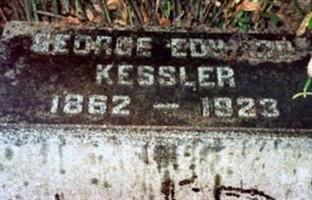 GEORGE EDWARD
KESSLER
1862 — 1923